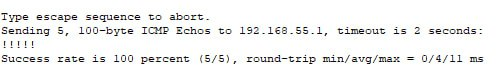 Type escape sequence to abort.
Sending 5, 100-byte ICMP Echos to 192.168.55.1, timeout is 2 seconds:
!!!!!
Success rate is 100 percent (5/5), round-trip min/avg/max = 0/4/11 ms